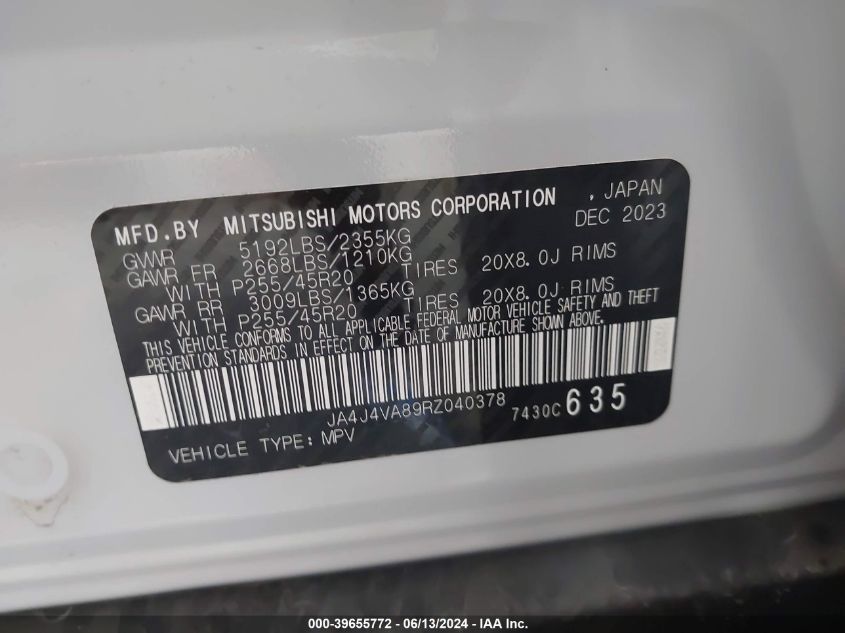 MFD.BY MITSUBISHI MOTORS CORPORATION , JAPAN
DEC 2023
GVWR 5192LBS/2355KG
GAWR FR 2668LBS/1210KG
WITH P255/45R20 TIRES 20X8.0J RIMS
GAWR RR 3009LBS/1365KG
WITH P255/45R20 TIRES 20X8.0J RIMS
THIS VEHICLE CONFORMS TO ALL APPLICABLE FEDERAL MOTOR VEHICLE SAFETY AND THEFT
PREVENTION STANDARDS IN EFFECT ON THE DATE OF MANUFACTURE SHOWN ABOVE.
JA4J4VA89RZ040378 7430C 635
VEHICLE TYPE: MPV
000-39655772 - 06/13/2024 - IAA Inc.